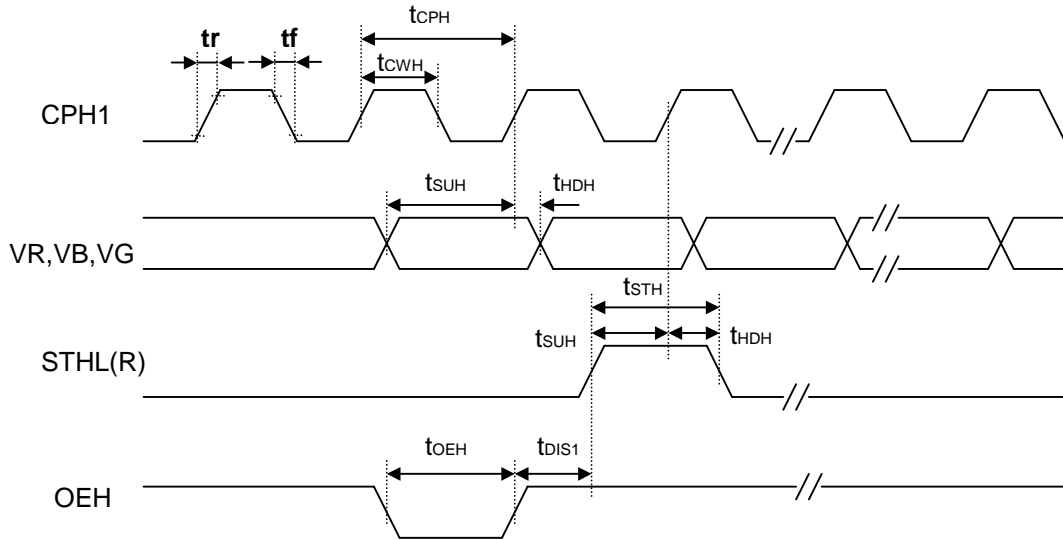 tCPH
tr
tf
tCWH
CPH1
tSUH
tHDH
VR,VB,VG
tSTH
tSUH
tHDH
STHL(R)
tOEH
tDIS1
OEH